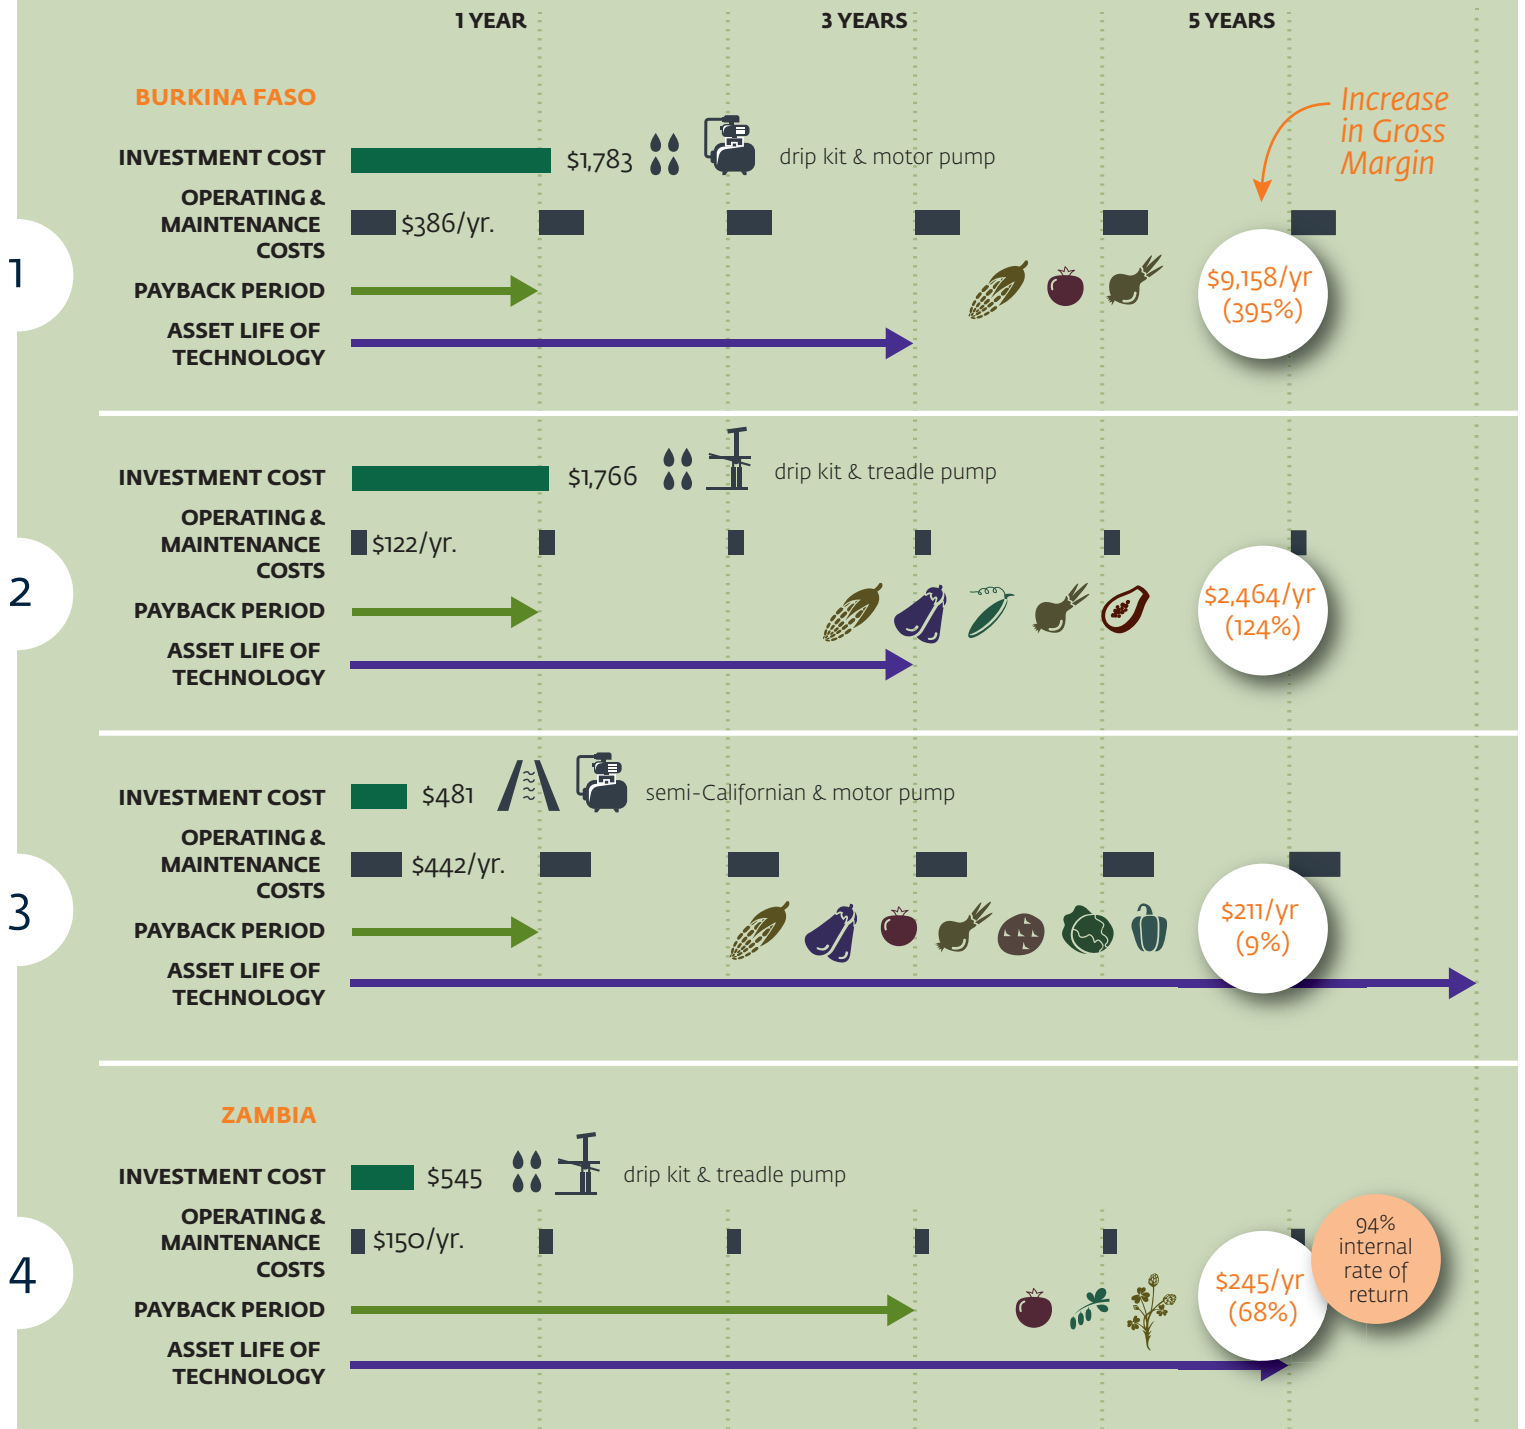 1 YEAR
3 YEARS
5 YEARS
BURKINA FASO
Increase
in Gross
Margin
1
INVESTMENT COST
$1,783
drip kit & motor pump
OPERATING &
MAINTENANCE
COSTS
$386/yr.
PAYBACK PERIOD
ASSET LIFE OF
TECHNOLOGY
$9,158/yr
(395%)
2
INVESTMENT COST
$1,766
drip kit & treadle pump
OPERATING &
MAINTENANCE
COSTS
$122/yr.
PAYBACK PERIOD
ASSET LIFE OF
TECHNOLOGY
$2,464/yr
(124%)
3
INVESTMENT COST
$481
semi-Californian & motor pump
OPERATING &
MAINTENANCE
COSTS
$442/yr.
PAYBACK PERIOD
ASSET LIFE OF
TECHNOLOGY
$211/yr
(9%)
ZAMBIA
4
INVESTMENT COST
$545
drip kit & treadle pump
OPERATING &
MAINTENANCE
COSTS
$150/yr.
PAYBACK PERIOD
ASSET LIFE OF
TECHNOLOGY
$245/yr
(68%)
94%
internal
rate of
return